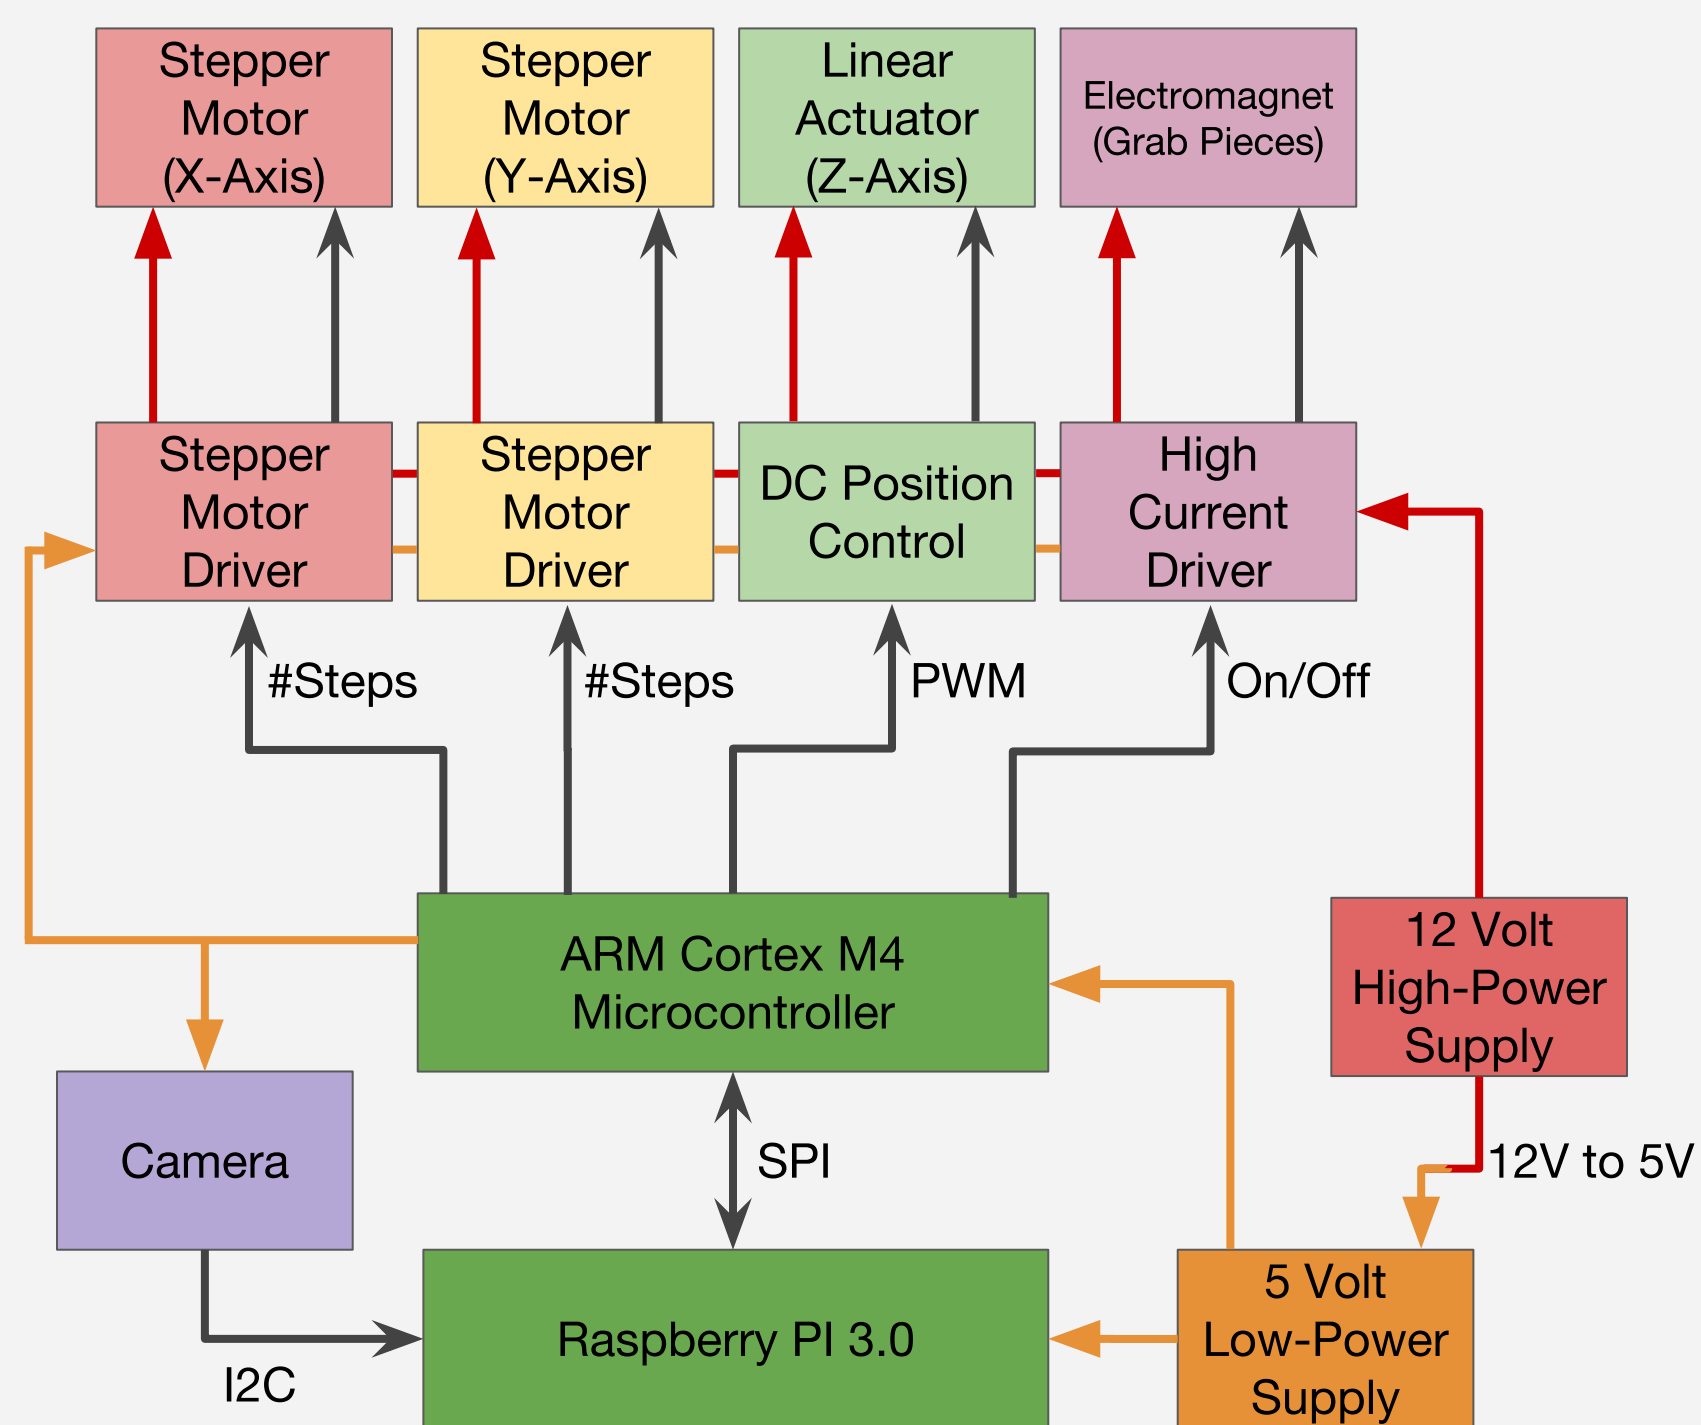 Stepper
Motor
(X-Axis)
Stepper
Motor
(Y-Axis)
Linear
Actuator
(Z-Axis)
Electromagnet
(Grab Pieces)
Stepper
Motor
Driver
Stepper
Motor
Driver
DC Position
Control
High
Current
Driver
#Steps
#Steps
PWM
On/Off
ARM Cortex M4
Microcontroller
12 Volt
High-Power
Supply
Camera
SPI
12V to 5V
Raspberry PI 3.0
5 Volt
Low-Power
Supply
I2C